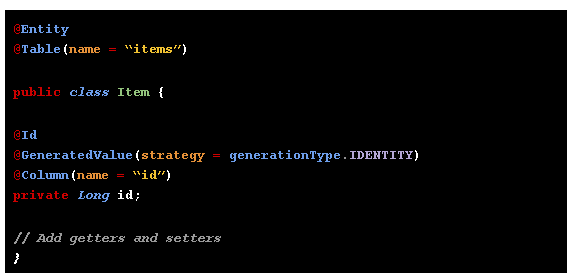 @Entity
@Table(name = “items”)
public class Item {
@Id
@GeneratedValue(strategy = generationType.IDENTITY)
@Column(name = “id”)
private Long id;
// Add getters and setters
}